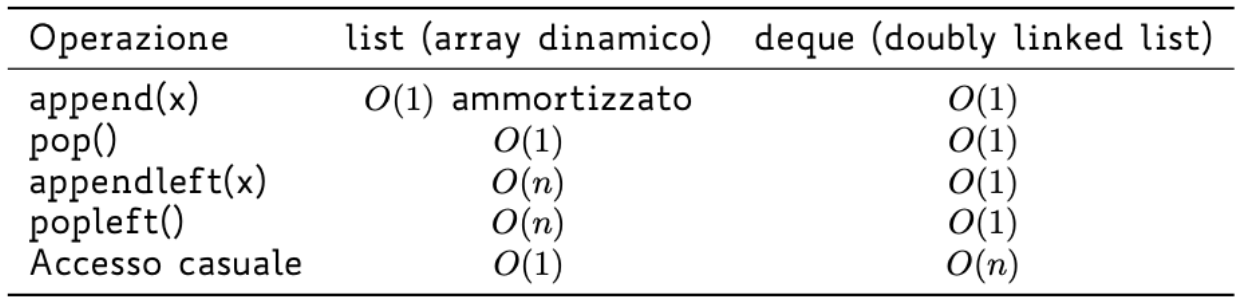 Operazione list (array dinamico) deque (doubly linked list)
append(x) O(1) ammortizzato O(1)
pop() O(1) O(1)
appendleft(x) O(n) O(1)
popleft() O(n) O(1)
Accesso casuale O(1) O(n)